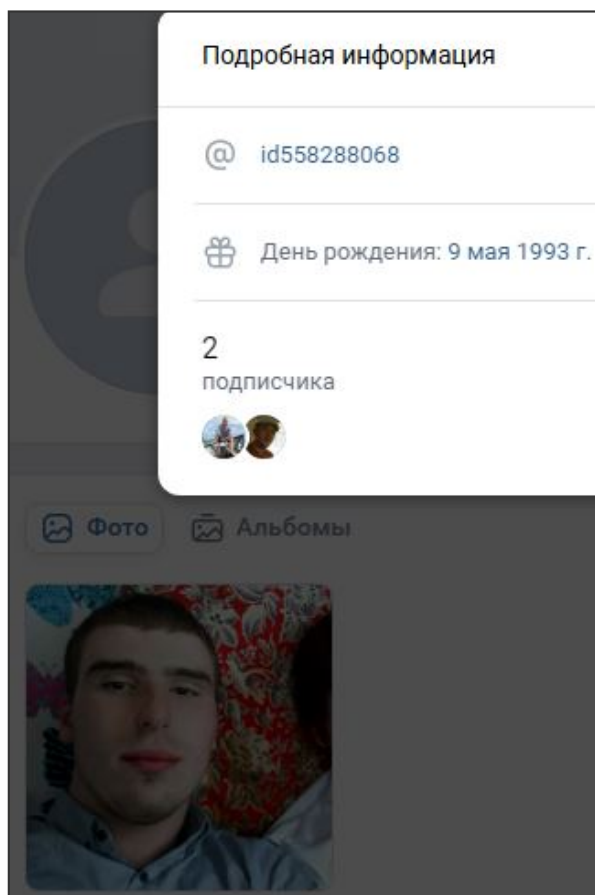 Подробная информация
@ id558288068
День рождения: 9 мая 1993 г.
2
подписчика
Фото
Альбомы